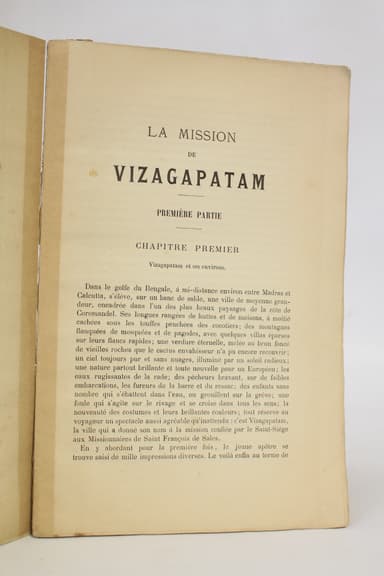 LA MISSION
DE
VIZAGAPATAM
PREMIÈRE PARTIE
CHAPITRE PREMIER
Vizagapatam et ses environs.
Dans le golfe du Bengale, à mi-distance environ entre Madras et
Calcutta, s'élève, sur un banc de sable, une ville de moyenne gran-
deur, encadrée dans l'un des plus beaux paysages de la côte de
Coromandel. Ses longues rangées de huttes et de maisons, à moitié
cachées sous les touffes penchées des cocotiers; des montagnes
flanquées de mosquées et de pagodes, avec quelques villas éparses
sur leurs flancs rapides; une verdure éternelle, mêlée au brun foncé
de vieilles roches que le cactus envahisseur n'a pu encore recouvrir;
un ciel toujours pur et sans nuages, illuminé par un soleil radieux;
une nature partout brillante et toute nouvelle pour un Européen; les
eaux rugissantes de la rade; des pêcheurs bravant, sur de faibles
embarcations, les fureurs de la barre et du ressac; des enfants sans
nombre qui s'ébattent dans l'eau, ou grouillent sur la grève; une
foule qui s'agite sur le rivage et se croise dans tous les sens; la
nouveauté des costumes et leurs brillantes couleurs; tout réserve au
voyageur un spectacle aussi agréable qu'inattendu; c'est Vizagapatam,
la ville qui a donné son nom à la mission confiée par le Saint-Siège
aux Missionnaires de Saint François de Sales.
En y abordant pour la première fois, le jeune apôtre se
trouve saisi de mille impressions diverses. Le voilà enfin au terme de